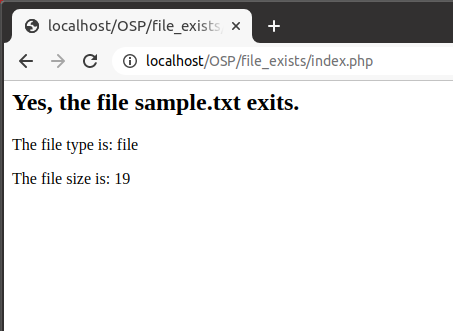 localhost/OSP/file_exists
localhost/OSP/file_exists/index.php
Yes, the file sample.txt exits.
The file type is: file
The file size is: 19